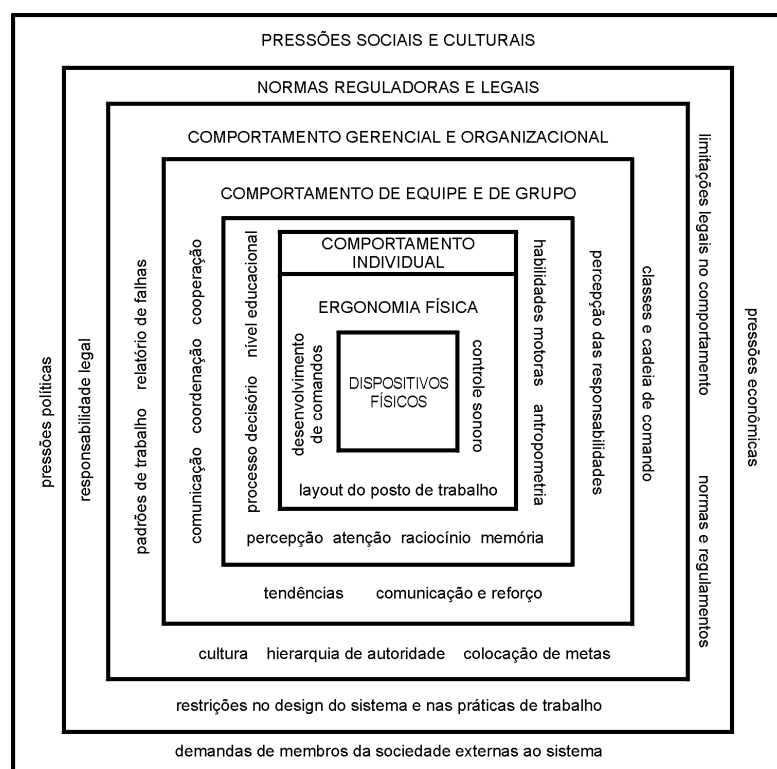 PRESSÕES SOCIAIS E CULTURAIS
NORMAS REGULADORAS E LEGAIS
COMPORTAMENTO GERENCIAL E ORGANIZACIONAL
COMPORTAMENTO DE EQUIPE E DE GRUPO
COMPORTAMENTO
INDIVIDUAL
ERGONOMIA FÍSICA
DISPOSITIVOS
FÍSICOS
desenvolvimento
de comandos
controle sonoro
layout do posto de trabalho
processo decisório nível educacional
habilidades motoras antropometria
percepção atenção raciocínio memória
comunicação coordenação cooperação
percepção das responsabilidades
tendências comunicação e reforço
padrões de trabalho relatório de falhas
classes e cadeia de comando
cultura hierarquia de autoridade colocação de metas
responsabilidade legal
limitações legais no comportamento
normas e regulamentos
restrições no design do sistema e nas práticas de trabalho
pressões políticas
pressões econômicas
demandas de membros da sociedade externas ao sistema